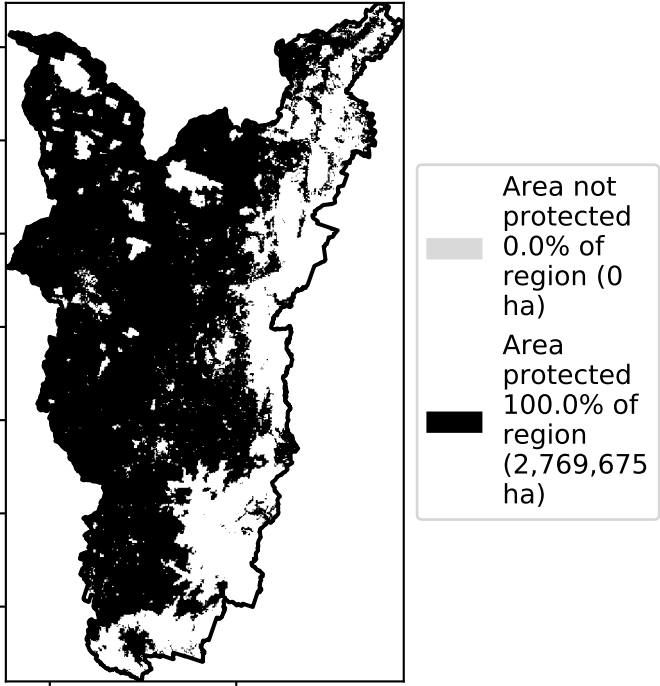 Area not
protected
0.0% of
region (0
ha)
Area
protected
100.0% of
region
(2,769,675
ha)